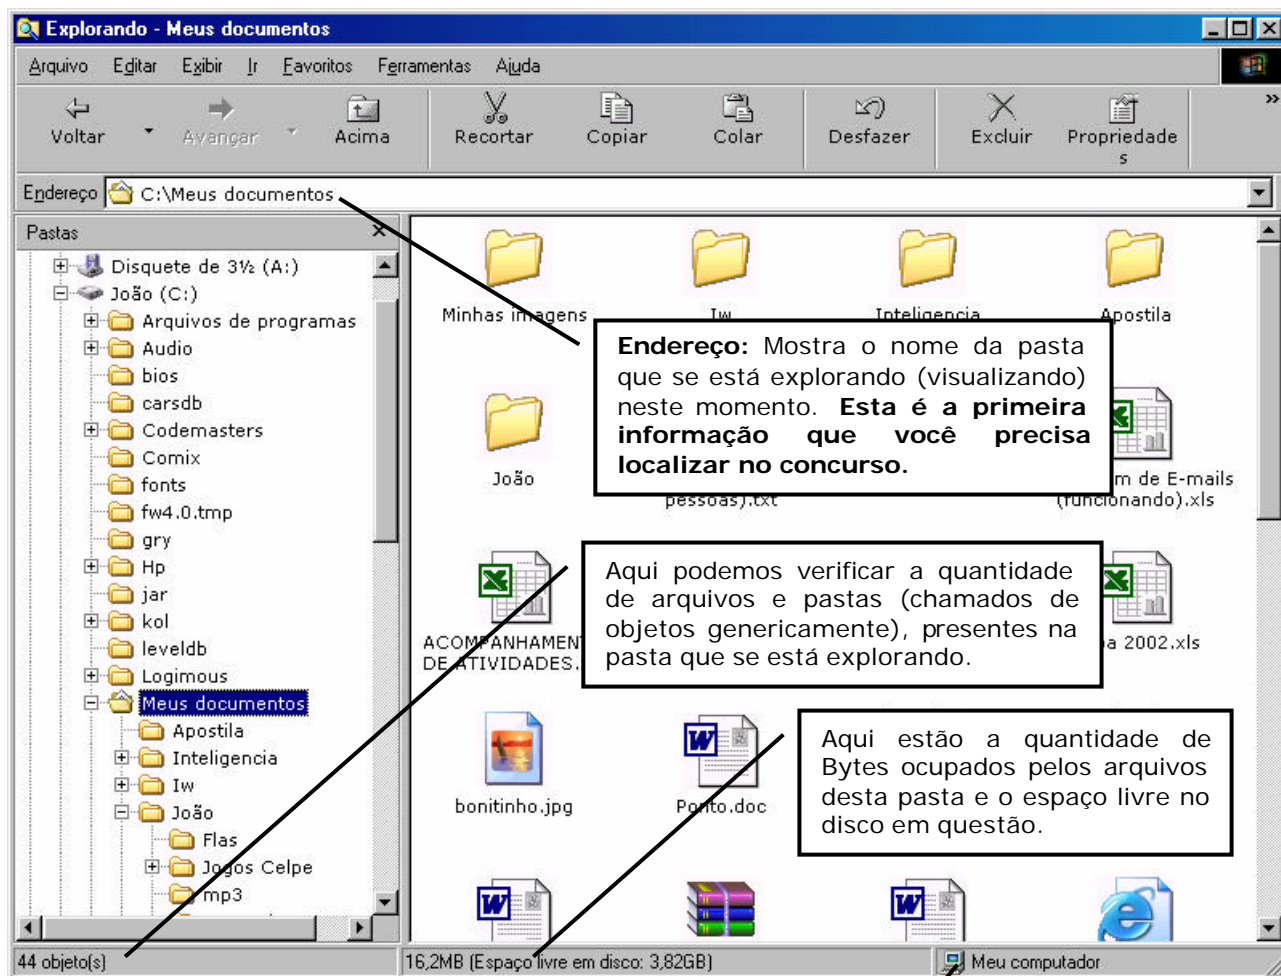 Explorando - Meus documentos
Arquivo Editar Exibir Ir Favoritos Ferramentas Ajuda
Voltar Avançar Acima Recortar Copiar Colar Desfazer Excluir Propriedade
s
»
Endereço C:\Meus documentos
Pastas
Disquete de 3½ (A:)
João (C:)
Arquivos de programas
Audio
bios
carsdb
Codemasters
Comix
fonts
fw4.0.tmp
gry
Hp
jar
kol
leveldb
Logimous
Meus documentos
Apostila
Inteligencia
Iw
João
Flas
Jogos Celpe
mp3
Minhas imagens Iw Inteligencia Apostila
Endereço: Mostra o nome da pasta
que se está explorando (visualizando)
neste momento. Esta é a primeira
informação que você precisa
localizar no concurso.
João
pessoas).txt
m de E-mails
(funcionando).xls
Aqui podemos verificar a quantidade
de arquivos e pastas (chamados de
objetos genericamente), presentes na
pasta que se está explorando.
ACOMPANHAMEN
DE ATIVIDADES.
a 2002.xls
Aqui estão a quantidade de
Bytes ocupados pelos arquivos
desta pasta e o espaço livre no
disco em questão.
bonitinho.jpg Ponto.doc
44 objeto(s) 16,2MB (Espaço livre em disco: 3,82GB) Meu computador